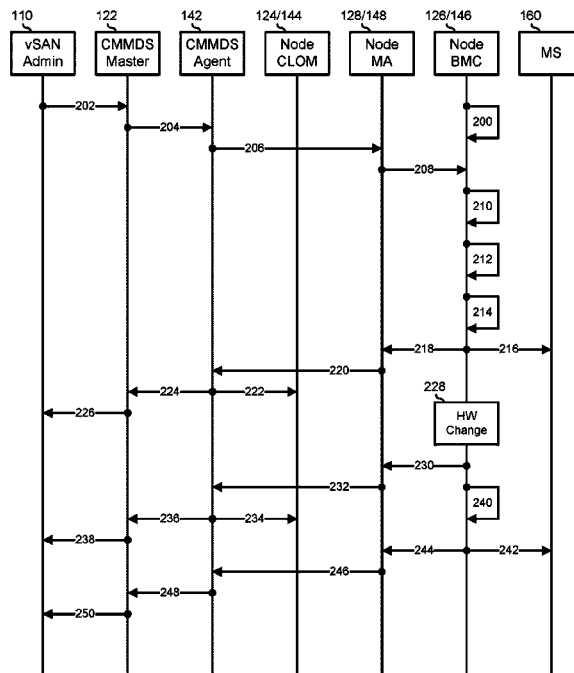 110 122 142 124/144 128/148 126/146 160
vSAN Admin
CMMDS Master
CMMDS Agent
Node CLOM
Node MA
Node BMC
MS
200
202
204
206
208
210
212
214
218 216
220
224 222
226
228
HW Change
230
232
240
236 234
238
244 242
246
248
250